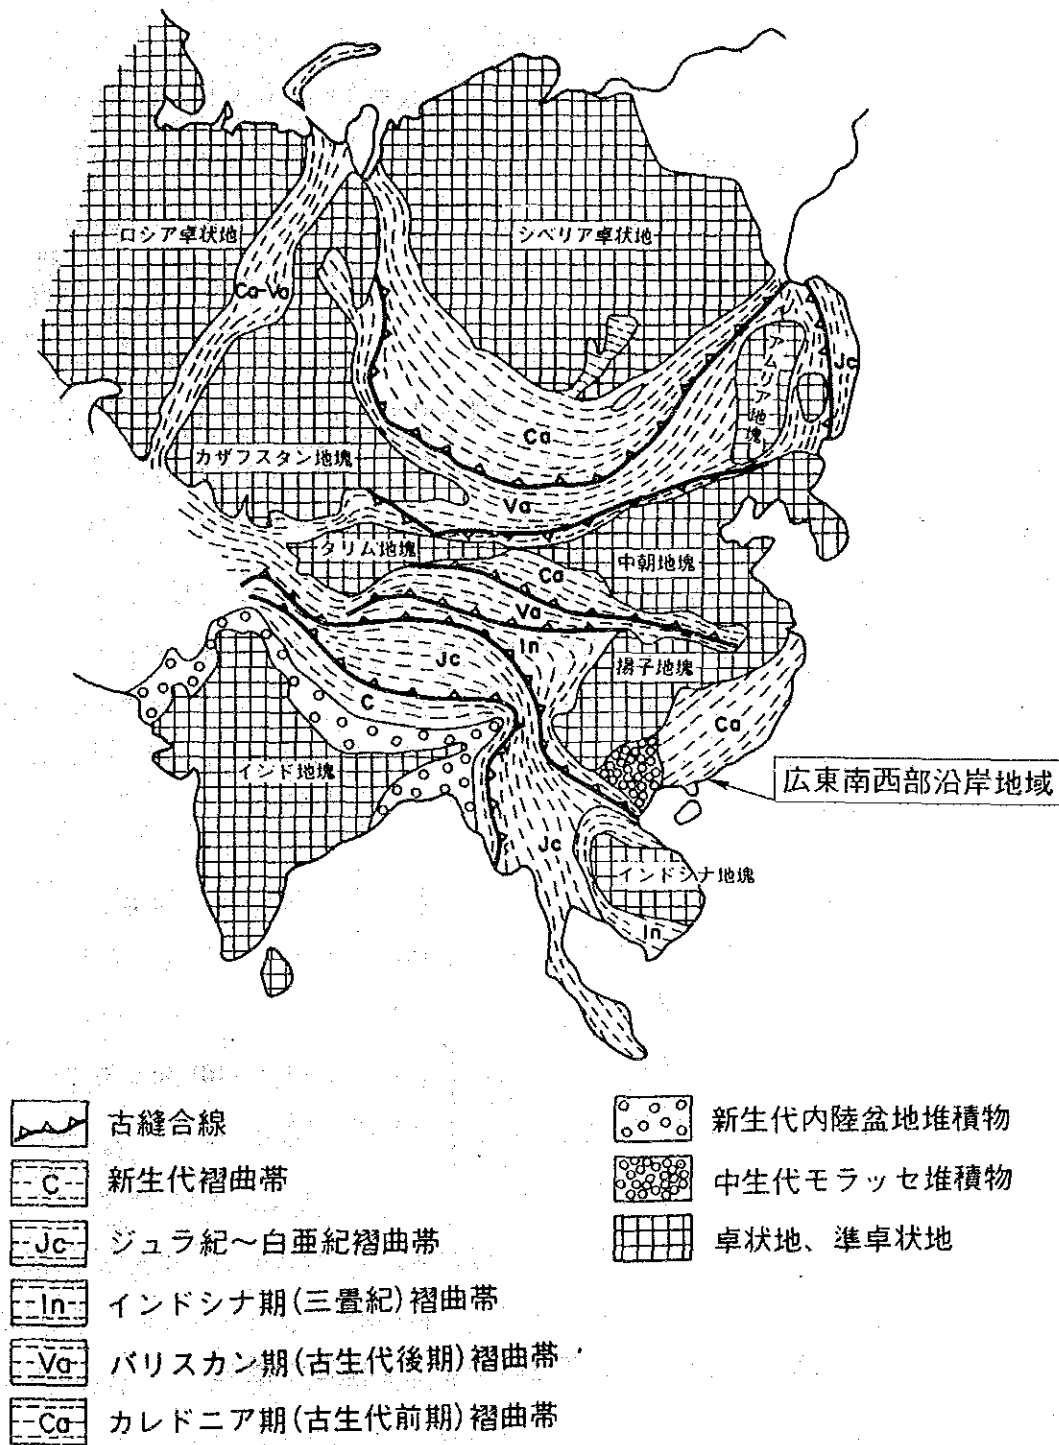 ロシア卓状地
シベリア卓状地
Ca-Va
アムリア地塊
Jc
Ca
カザフスタン地塊
Va
タリム地塊
中朝地塊
Ca
Va
In
Jc
揚子地塊
C
Ca
インド地塊
広東南西部沿岸地域
Jc
インドシナ地塊
In
古縫合線
C 新生代褶曲帯
Jc ジュラ紀~白亜紀褶曲帯
In インドシナ期(三畳紀)褶曲帯
Va バリスカン期(古生代後期)褶曲帯
Ca カレドニア期(古生代前期)褶曲帯
新生代内陸盆地堆積物
中生代モラッセ堆積物
卓状地、準卓状地